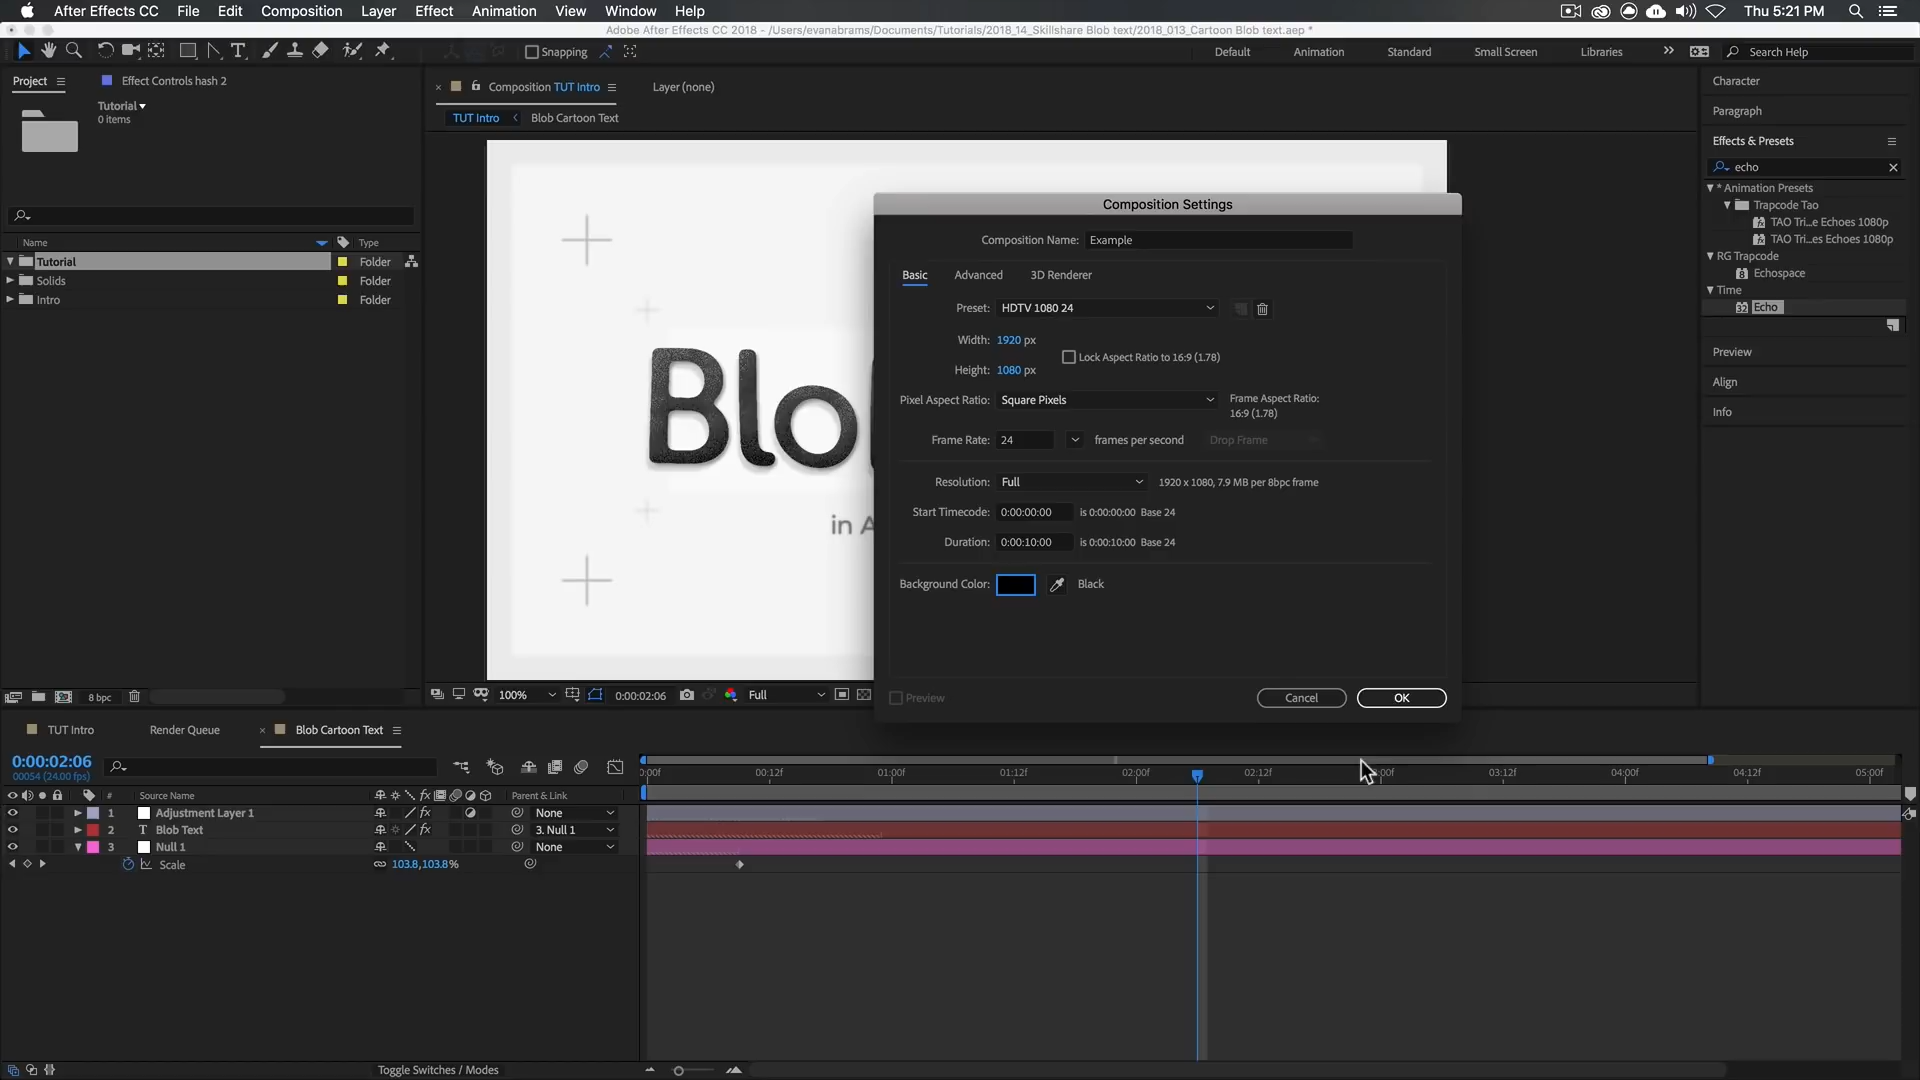 After Effects CC File Edit Composition Layer Effect Animation View Window Help Thu 5:21 PM
Adobe After Effects CC 2018 - /Users/evanabrams/Documents/Tutorials/2018_14_Skillshare Blob text/2018_013_Cartoon Blob text.aep *
T Snapping Default Animation Standard Small Screen Libraries Search Help
Project Effect Controls hash 2
Tutorial
0 items
Name Type
Tutorial Folder
Solids Folder
Intro Folder
8 bpc
Composition TUT Intro Layer (none)
TUT Intro Blob Cartoon Text
Blob
in A
100% 0:00:02:06 Full
Composition Settings
Composition Name: Example
Basic Advanced 3D Renderer
Preset: HDTV 1080 24
Width: 1920 px
Lock Aspect Ratio to 16:9 (1.78)
Height: 1080 px
Pixel Aspect Ratio: Square Pixels Frame Aspect Ratio:
16:9 (1.78)
Frame Rate: 24 frames per second Drop Frame
Resolution: Full 1920 x 1080, 7.9 MB per 8bpc frame
Start Timecode: 0:00:00:00 is 0:00:00:00 Base 24
Duration: 0:00:10:00 is 0:00:10:00 Base 24
Background Color: Black
Preview Cancel OK
Character
Paragraph
Effects & Presets
echo
* Animation Presets
Trapcode Tao
TAO Tri...e Echoes 1080p
TAO Tri...es Echoes 1080p
RG Trapcode
8 Echospace
Time
32 Echo
Preview
Align
Info
TUT Intro Render Queue Blob Cartoon Text
0:00:02:06
00054 (24.00 fps)
:00f 00:12f 01:00f 01:12f 02:00f 02:12f :00f 03:12f 04:00f 04:12f 05:00f
# Source Name fx Parent & Link
1 Adjustment Layer 1 fx None
2 T Blob Text fx 3. Null 1
3 Null 1 None
Scale 103.8,103.8%
Toggle Switches / Modes